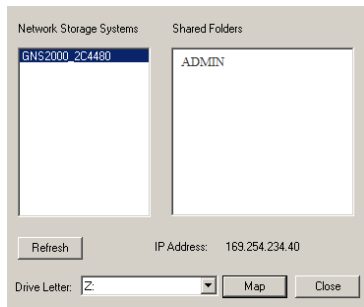 Network Storage Systems Shared Folders
GNS2000_2C4480 ADMIN
Refresh IP Address: 169.254.234.40
Drive Letter: Z: Map Close